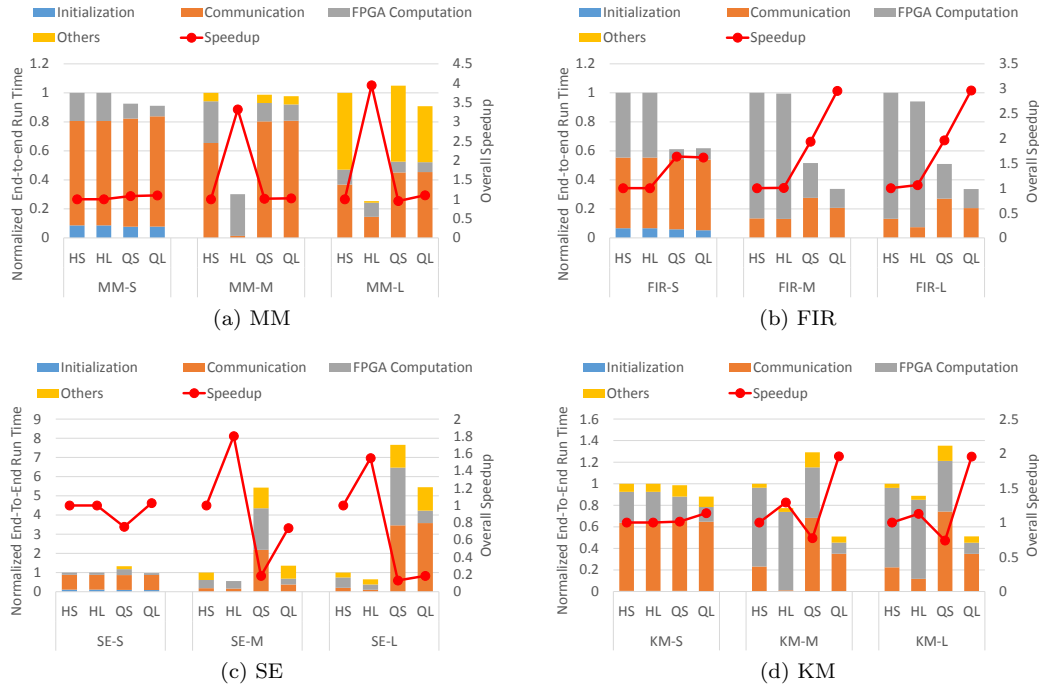 Initialization Communication FPGA Computation
Others Speedup
Normalized End-to-end Run Time
1.2
1
0.8
0.6
0.4
0.2
0
4.5
4
3.5
3
2.5
2
1.5
1
0.5
0
Overall Speedup
HS HL QS QL HS HL QS QL HS HL QS QL
MM-S MM-M MM-L
(a) MM
Initialization Communication FPGA Computation
Others Speedup
Normalized End-to-end Run Time
1.2
1
0.8
0.6
0.4
0.2
0
3.5
3
2.5
2
1.5
1
0.5
0
Overall Speedup
HS HL QS QL HS HL QS QL HS HL QS QL
FIR-S FIR-M FIR-L
(b) FIR
Initialization Communication FPGA Computation
Others Speedup
Normalized End-To-End Run Time
9
8
7
6
5
4
3
2
1
0
2
1.8
1.6
1.4
1.2
1
0.8
0.6
0.4
0.2
0
Overall Speedup
HS HL QS QL HS HL QS QL HS HL QS QL
SE-S SE-M SE-L
(c) SE
Initialization Communication FPGA Computation
Others Speedup
Normalized End-To-End Run Time
1.6
1.4
1.2
1
0.8
0.6
0.4
0.2
0
2.5
2
1.5
1
0.5
0
Overall Speedup
HS HL QS QL HS HL QS QL HS HL QS QL
KM-S KM-M KM-L
(d) KM